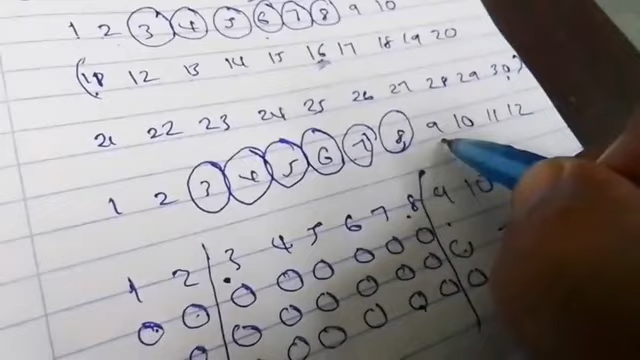 1 2 3 4 5 6 7 8 9 10
(11 12 13 14 15 16 17 18 19 20
21 22 23 24 25 26 27 28 29 30)
1 2 3 4 5 6 7 8 9 10 11 12
1 2 3 4 5 6 7 8 9 10